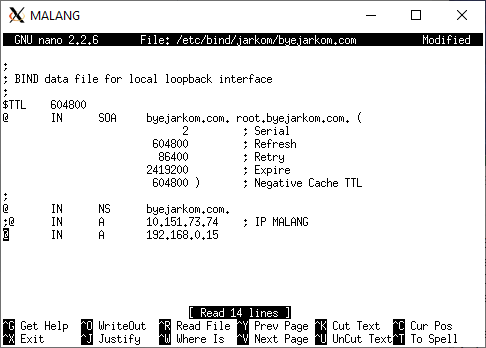 MALANG
GNU nano 2.2.6 File: /etc/bind/jarkom/byejarkom.com Modified
;
; BIND data file for local loopback interface
;
$TTL 604800
@ IN SOA byejarkom.com. root.byejarkom.com. (
2 ; Serial
604800 ; Refresh
86400 ; Retry
2419200 ; Expire
604800 ) ; Negative Cache TTL
;
@ IN NS byejarkom.com.
;@ IN A 10.151.73.74 ; IP MALANG
@ IN A 192.168.0.15
[ Read 14 lines ]
^G Get Help ^O WriteOut ^R Read File ^Y Prev Page ^K Cut Text ^C Cur Pos
^X Exit ^J Justify ^W Where Is ^V Next Page ^U UnCut Text ^T To Spell